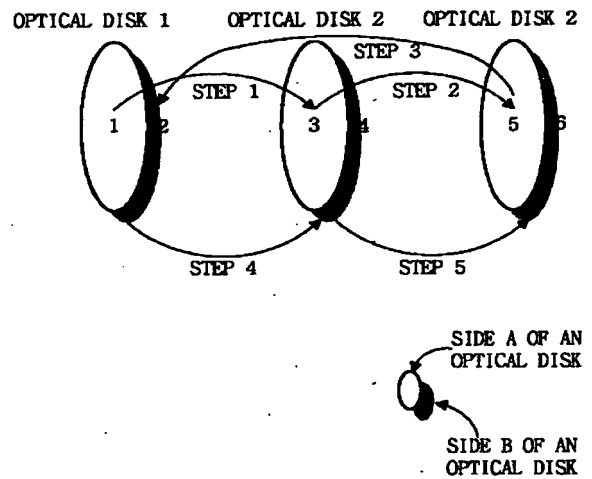 OPTICAL DISK 1 OPTICAL DISK 2 OPTICAL DISK 2
STEP 3
STEP 1 STEP 2
1 2 3 4 5 6
STEP 4 STEP 5
SIDE A OF AN
OPTICAL DISK
SIDE B OF AN
OPTICAL DISK